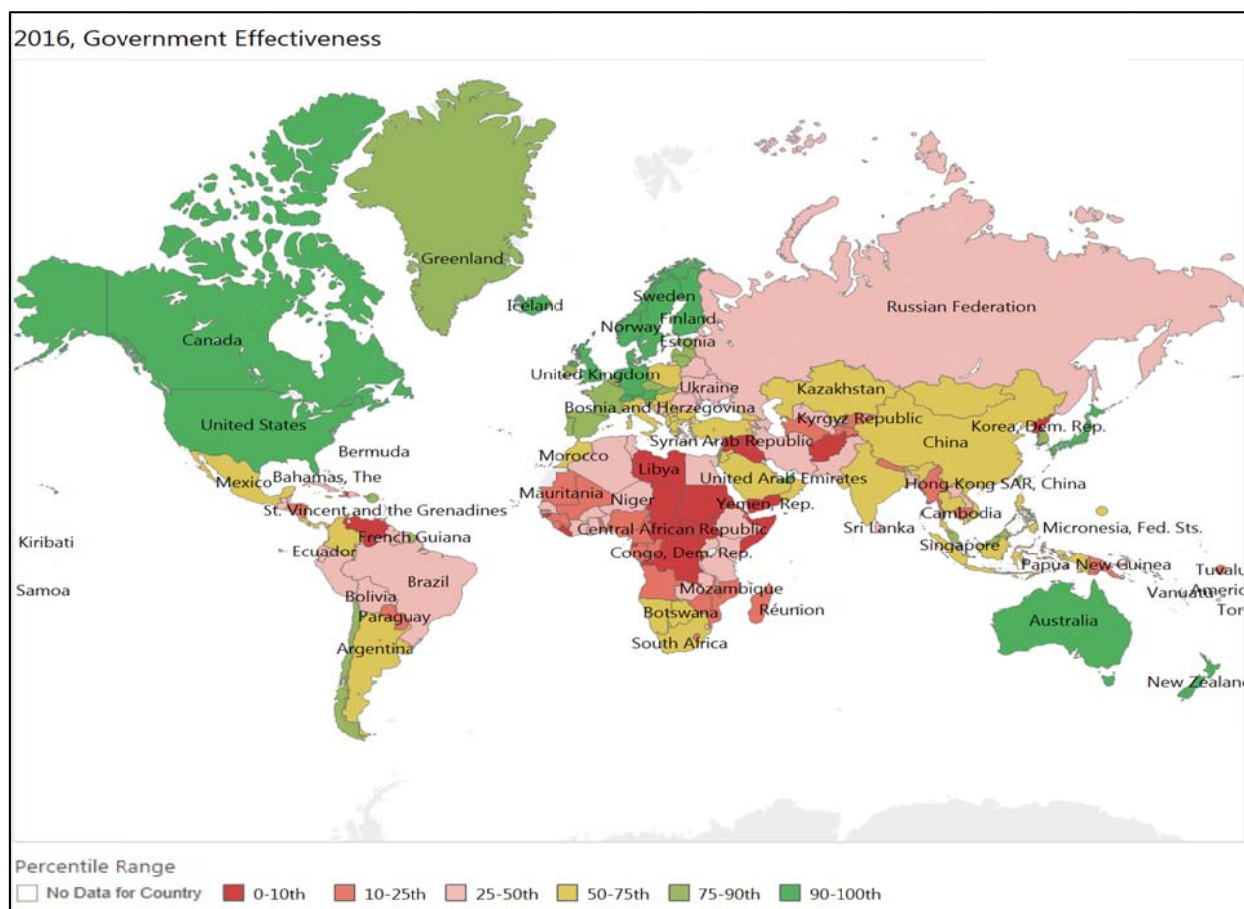 2016, Government Effectiveness
Greenland
Iceland
Sweden
Finland
Norway
Estonia
Russian Federation
Canada
United Kingdom
Ukraine
Kazakhstan
Bosnia and Herzegovina
Kyrgyz Republic
United States
Korea, Dem. Rep.
Syrian Arab Republic
China
Bermuda
Morocco
Libya
United Arab Emirates
Hong Kong SAR, China
Mexico
Bahamas, The
Mauritania
Niger
Yemen, Rep.
St. Vincent and the Grenadines
Cambodia
Central African Republic
Sri Lanka
Micronesia, Fed. Sts.
Kiribati
French Guiana
Ecuador
Congo, Dem. Rep.
Singapore
Papua New Guinea
Tuvalu
Samoa
Brazil
Bolivia
Mozambique
Vanuatu
Americ
Paraguay
Botswana
Réunion
Ton
Argentina
South Africa
Australia
New Zealand
Percentile Range
No Data for Country 0-10th 10-25th 25-50th 50-75th 75-90th 90-100th